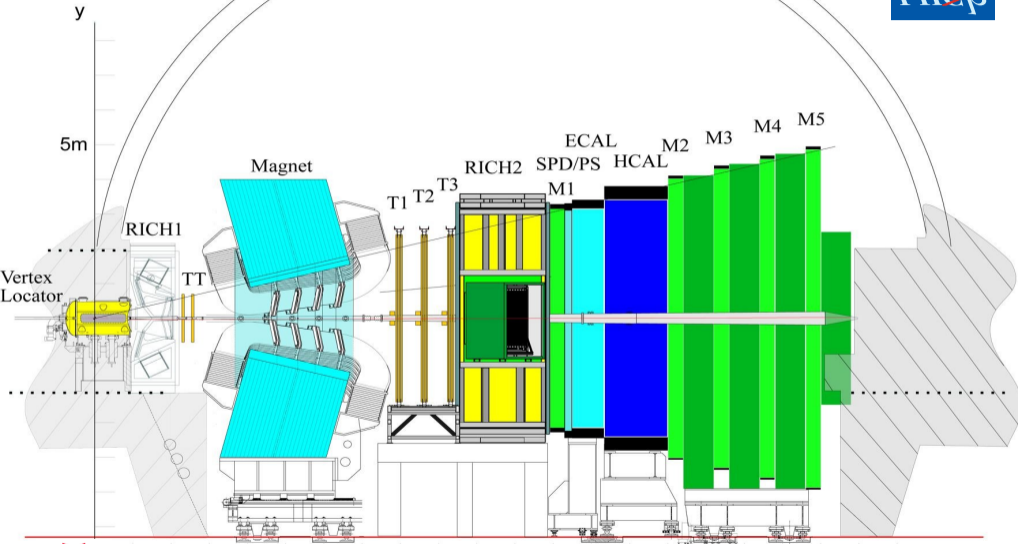 y
5m
Magnet
RICH1
Vertex
Locator
TT
T1
T2
T3
RICH2
ECAL
SPD/PS
HCAL
M1
M2
M3
M4
M5